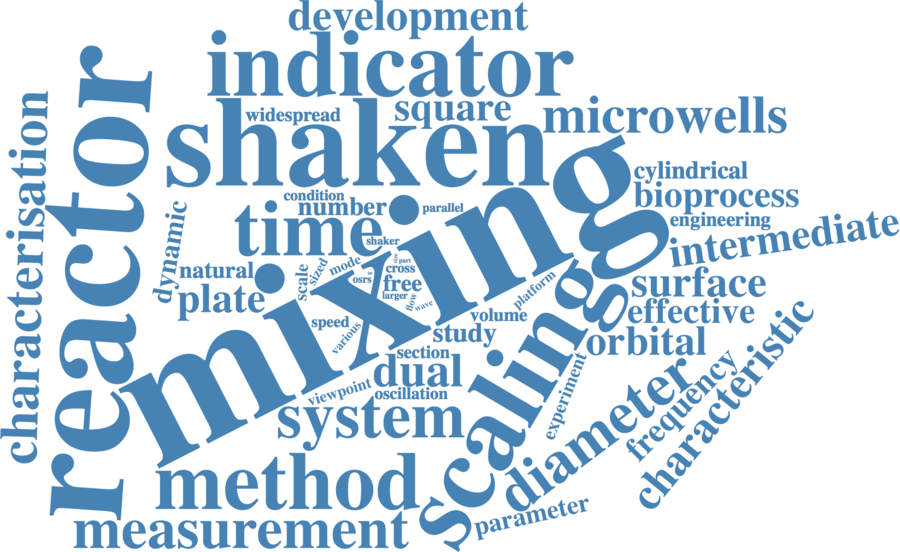 development
indicator
widespread
square
shaken
microwells
characterisation
reactor
cylindrical
bioprocess
condition
number
parallel
time
engineering
dynamic
shaker
intermediate
mixing
natural
plate
scale
sized
mode
size
part
cross
osrs
free
larger
flow
wave
platform
surface
effective
speed
various
volume
study
orbital
section
dual
viewpoint
oscillation
scaling
experiment
system
diameter
frequency
characteristic
method
parameter
measurement